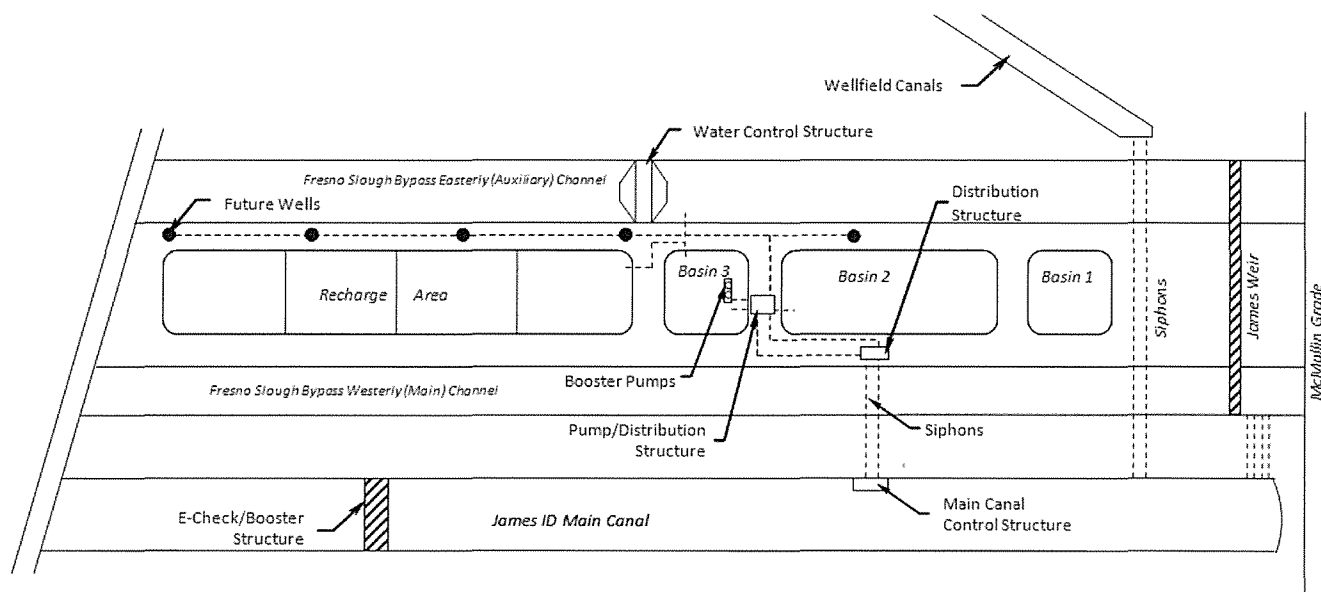 Wellfield Canals
Water Control Structure
Fresno Slough Bypass Easterly (Auxiliary) Channel
Distribution
Structure
Future Wells
Basin 3
Basin 2
Basin 1
Recharge Area
Siphons
James Weir
McMullin Grade
Booster Pumps
Fresno Slough Bypass Westerly (Main) Channel
Pump/Distribution
Structure
Siphons
E-Check/Booster
Structure
James ID Main Canal
Main Canal
Control Structure